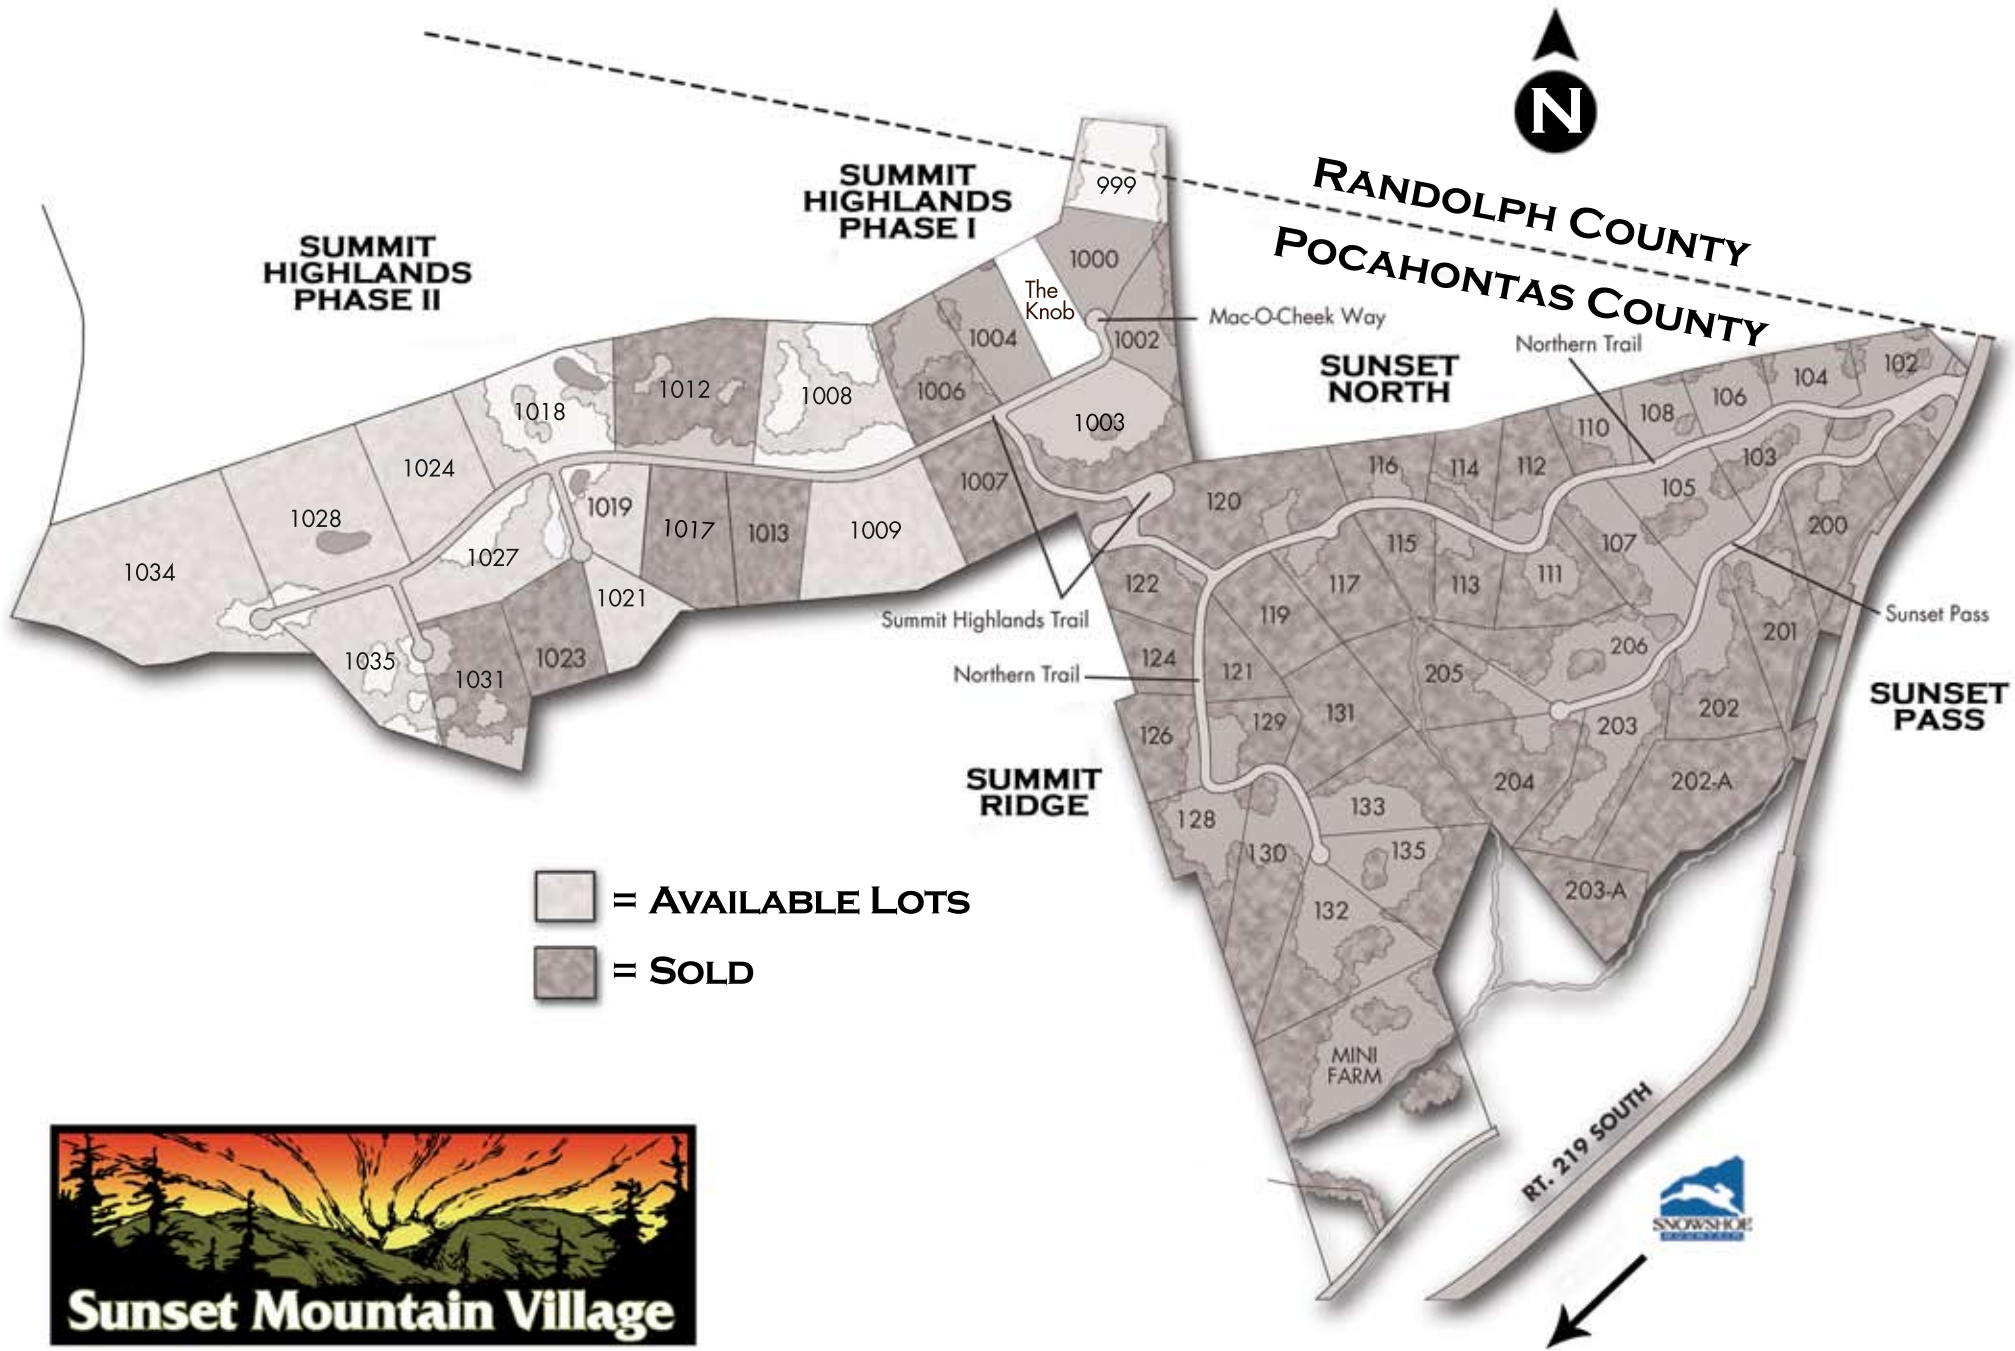 N
RANDOLPH COUNTY
POCAHONTAS COUNTY
SUMMIT
HIGHLANDS
PHASE I
SUMMIT
HIGHLANDS
PHASE II
999
1000
The
Knob
1002
1004
1006
1003
1007
Mac-O-Cheek Way
Northern Trail
SUNSET
NORTH
1008
1012
1018
1024
1028
1034
1009
1013
1017
1019
1021
1023
1027
1031
1035
102
104
106
108
110
112
114
116
120
103
105
107
111
113
115
117
119
121
122
124
126
128
129
130
131
132
133
135
200
201
202
202-A
203
203-A
204
205
206
Summit Highlands Trail
Northern Trail
Sunset Pass
SUNSET
PASS
SUMMIT
RIDGE
MINI
FARM
= AVAILABLE LOTS
= SOLD
RT. 219 SOUTH
SNOWSHOE
MOUNTAIN
Sunset Mountain Village